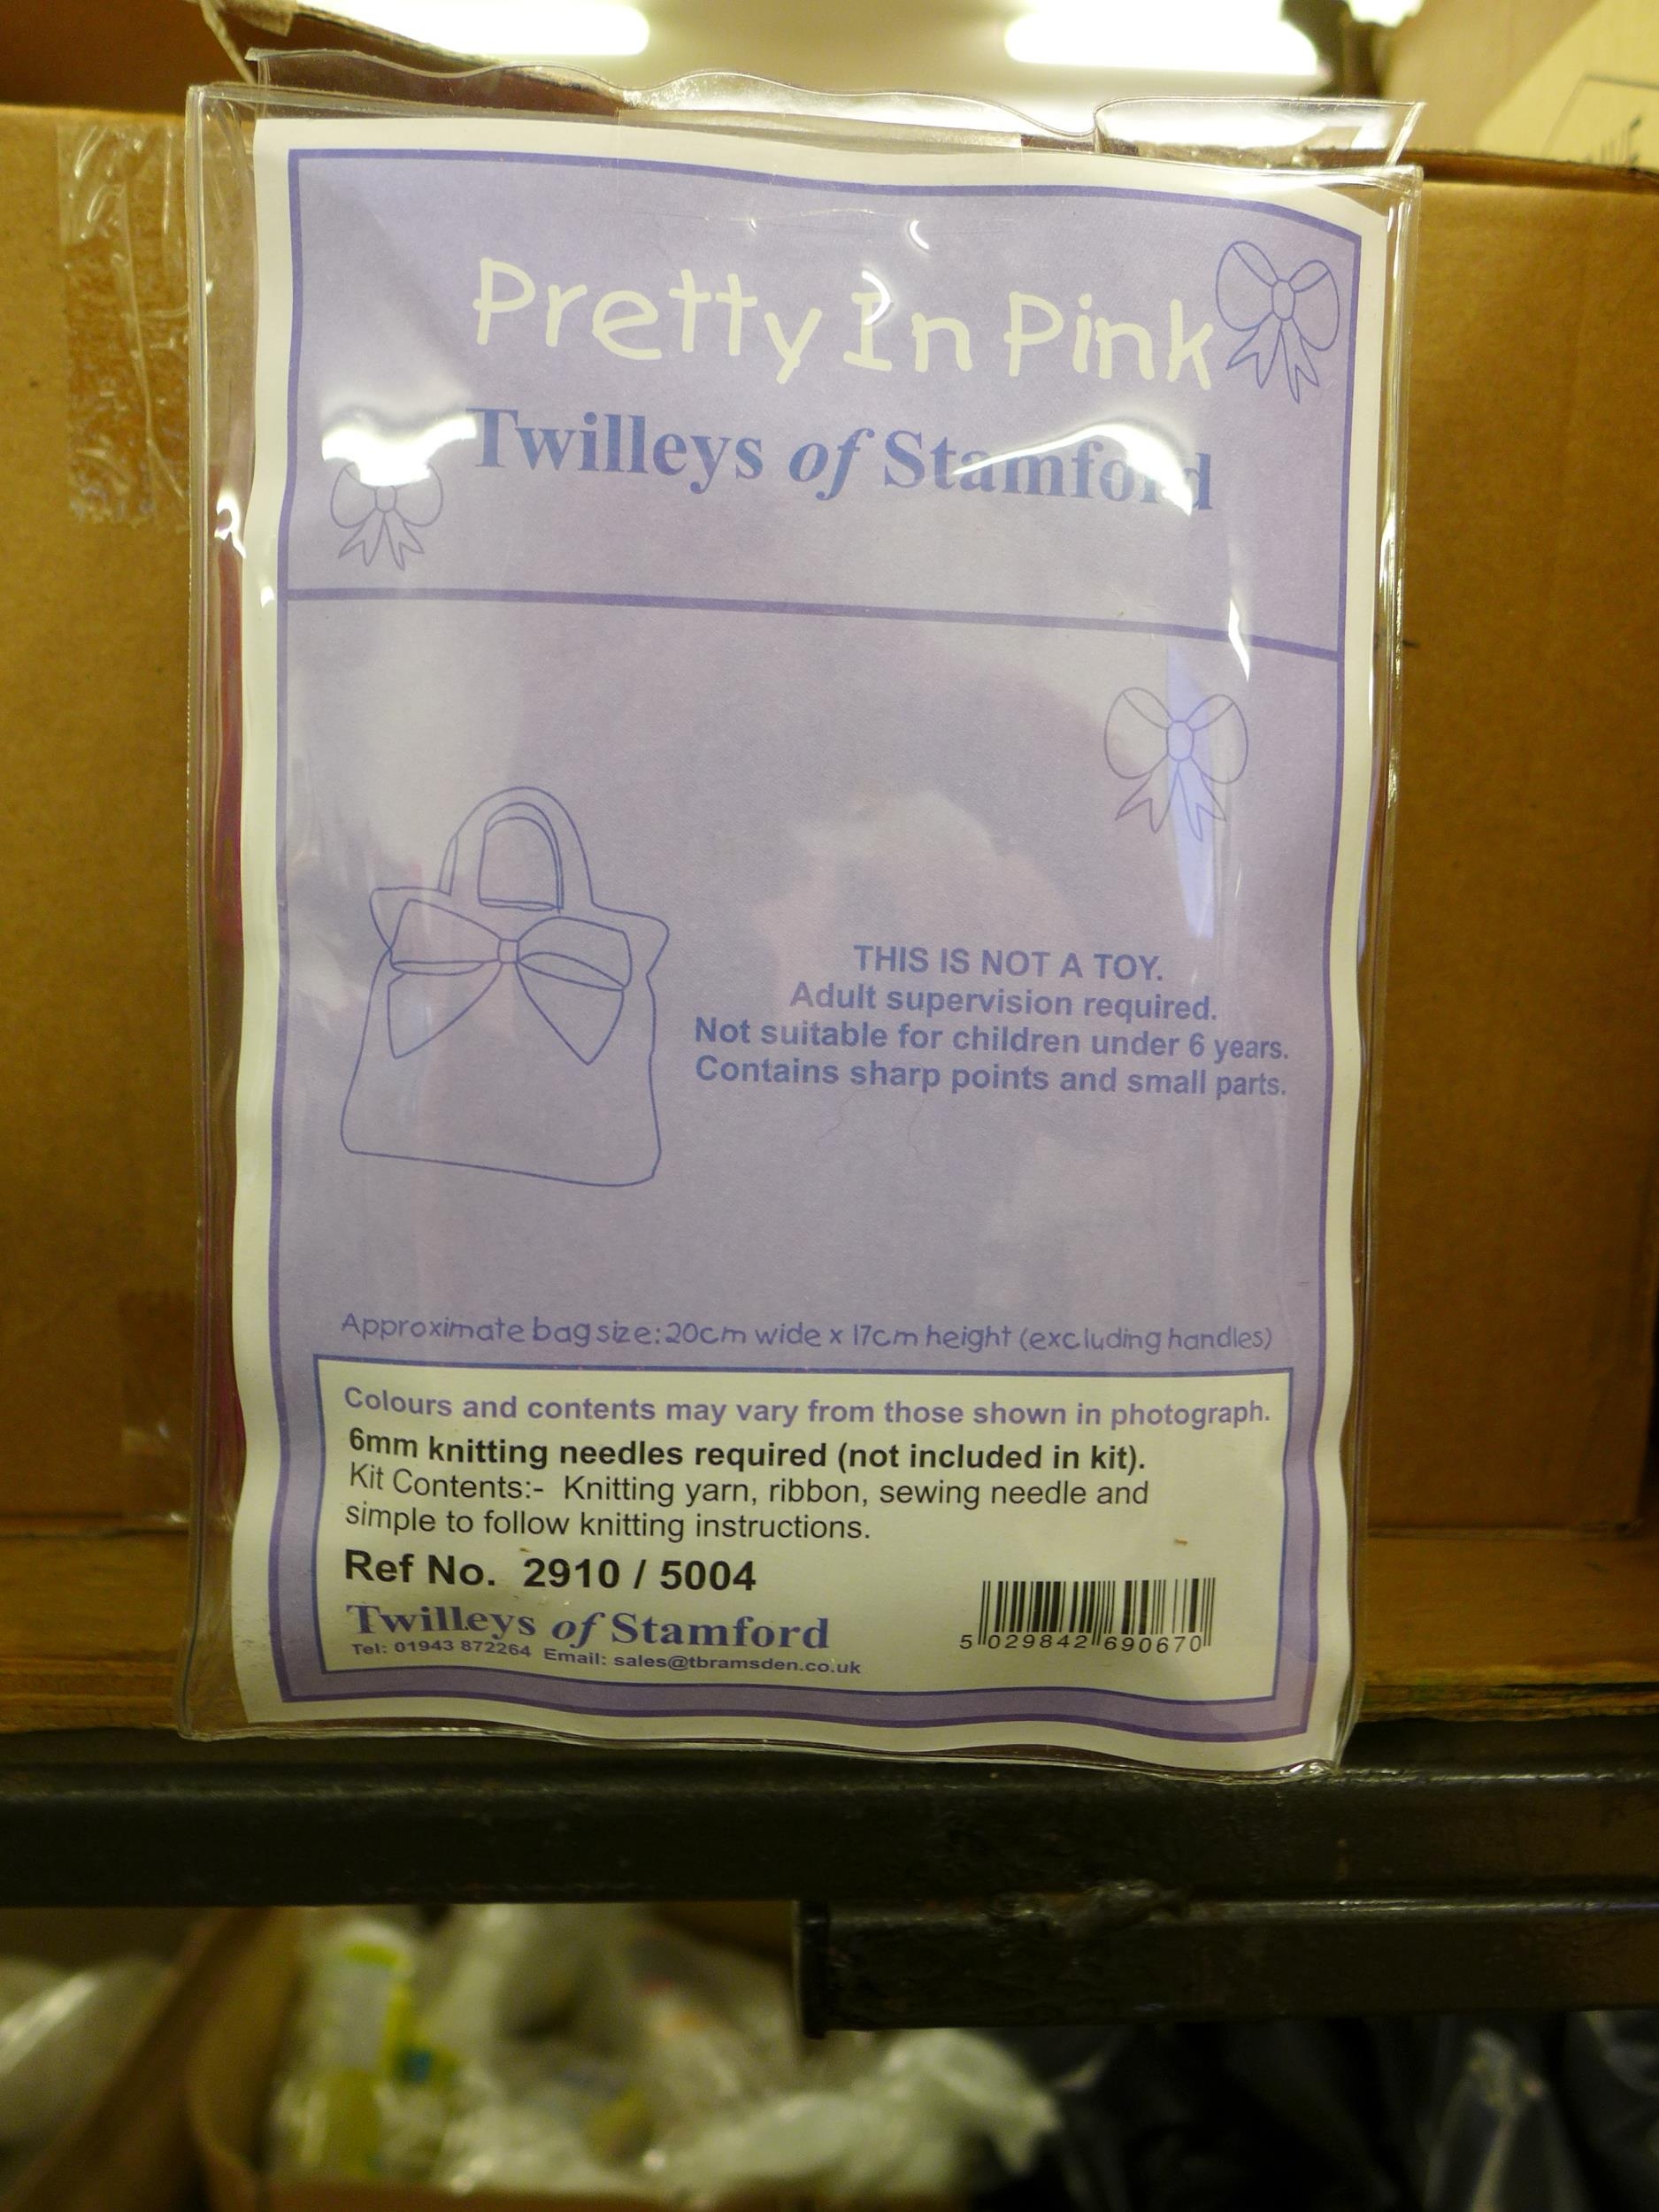 Pretty In Pink
Twilleys of Stamford
THIS IS NOT A TOY.
Adult supervision required.
Not suitable for children under 6 years.
Contains sharp points and small parts.
Approximate bag size: 20cm wide x 17cm height (excluding handles)
Colours and contents may vary from those shown in photograph.
6mm knitting needles required (not included in kit).
Kit Contents:- Knitting yarn, ribbon, sewing needle and
simple to follow knitting instructions.
Ref No. 2910 / 5004
Twilleys of Stamford
Tel: 01943 872264 Email: sales@tbramsden.co.uk
5 029842 690670